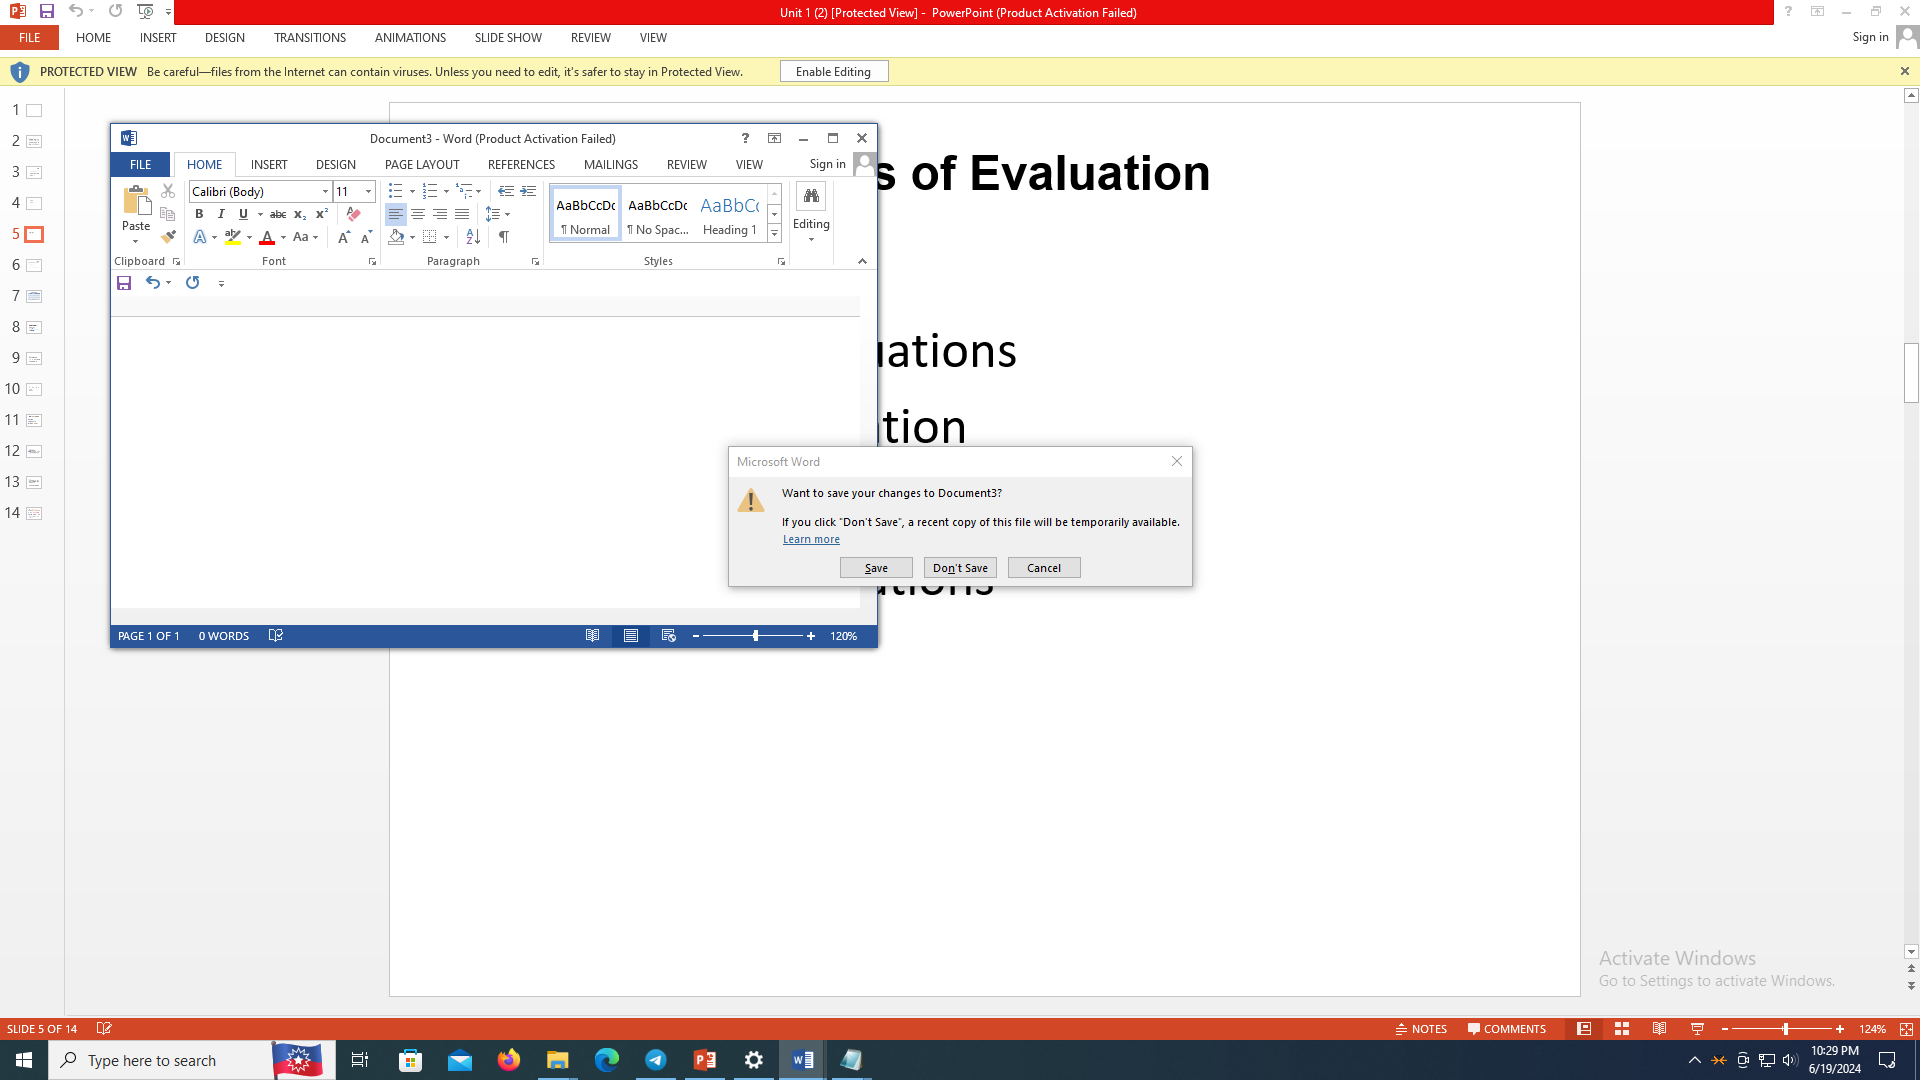 Unit 1 (2) [Protected View] - PowerPoint (Product Activation Failed)
FILE HOME INSERT DESIGN TRANSITIONS ANIMATIONS SLIDE SHOW REVIEW VIEW Sign in
PROTECTED VIEW Be careful—files from the Internet can contain viruses. Unless you need to edit, it's safer to stay in Protected View. Enable Editing
1
2
3
4
5
6
7
8
9
10
11
12
13
14
s of Evaluation
uations
ation
ations
Document3 - Word (Product Activation Failed)
FILE HOME INSERT DESIGN PAGE LAYOUT REFERENCES MAILINGS REVIEW VIEW Sign in
Calibri (Body) 11
Paste
AaBbCcDc AaBbCcDc AaBbCc
¶ Normal ¶ No Spac... Heading 1
Editing
Clipboard Font Paragraph Styles
PAGE 1 OF 1 0 WORDS 120%
Microsoft Word
Want to save your changes to Document3?
If you click "Don't Save", a recent copy of this file will be temporarily available.
Learn more
Save Don't Save Cancel
Activate Windows
Go to Settings to activate Windows.
SLIDE 5 OF 14 NOTES COMMENTS 124%
Type here to search
10:29 PM
6/19/2024